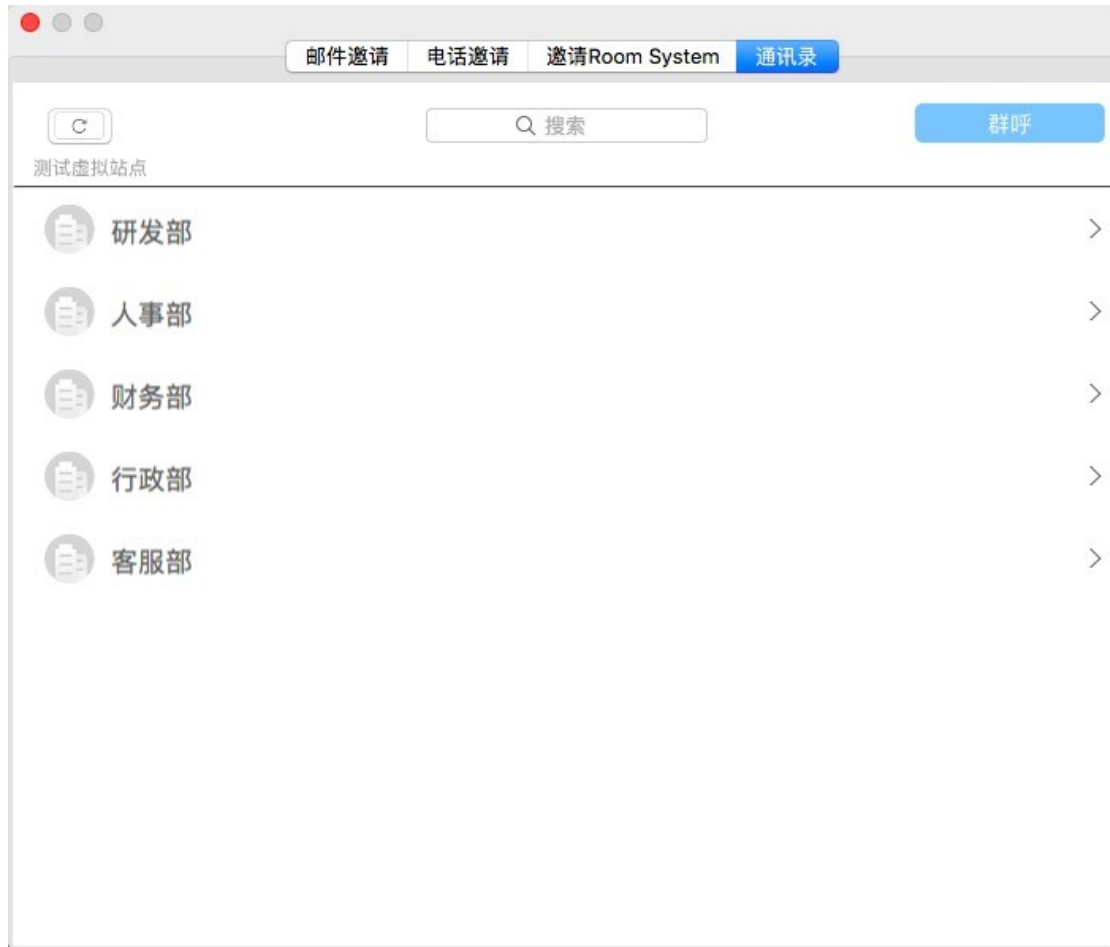 邮件邀请 电话邀请 邀请Room System 通讯录
搜索 群呼
测试虚拟站点
研发部
人事部
财务部
行政部
客服部